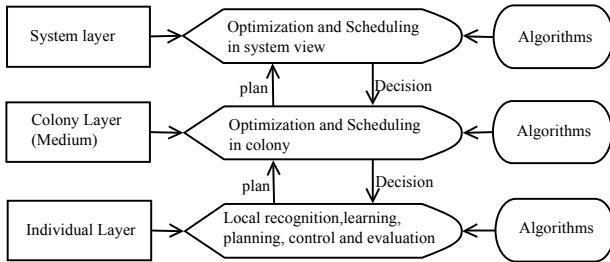 System layer
Optimization and Scheduling
in system view
Algorithms
plan
Decision
Colony Layer
(Medium)
Optimization and Scheduling
in colony
Algorithms
plan
Decision
Individual Layer
Local recognition,learning,
planning, control and evaluation
Algorithms